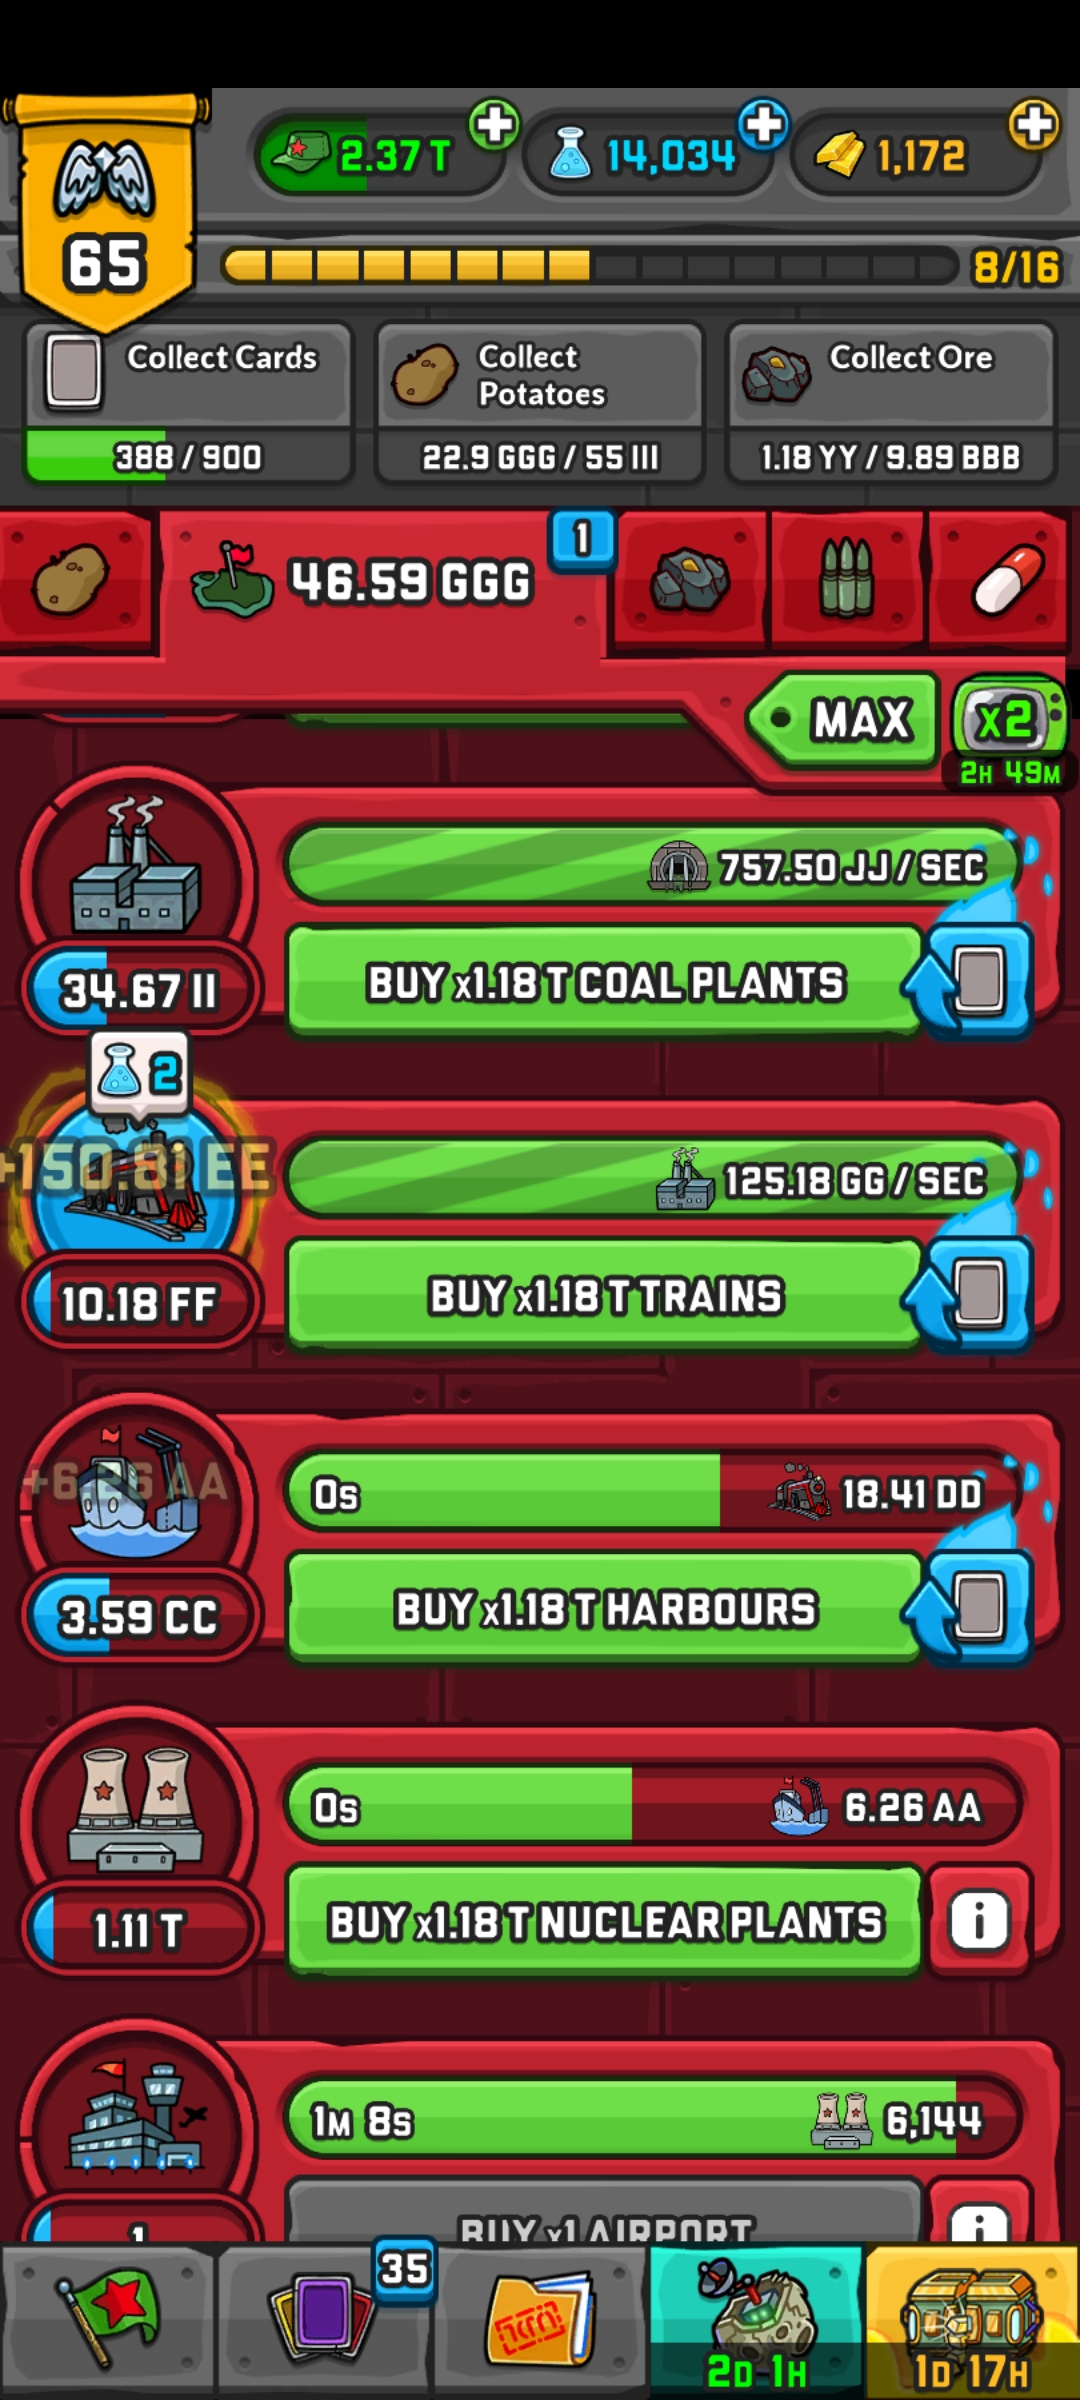 2.37 T
14,034
1,172
65
8/16
Collect Cards
388 / 900
Collect
Potatoes
22.9 GGG / 55 III
Collect Ore
1.18 YY / 9.89 BBB
46.59 GGG
1
MAX
x2
2H 49M
757.50 JJ / SEC
34.67 II
BUY x1.18 T COAL PLANTS
2
+150.81 EE
125.18 GG / SEC
10.18 FF
BUY x1.18 T TRAINS
+6.26 AA
0s
18.41 DD
3.59 CC
BUY x1.18 T HARBOURS
0s
6.26 AA
1.11 T
BUY x1.18 T NUCLEAR PLANTS
i
1M 8s
6,144
1
BUY x1 AIRPORT
i
35
2D 1H
1D 17H